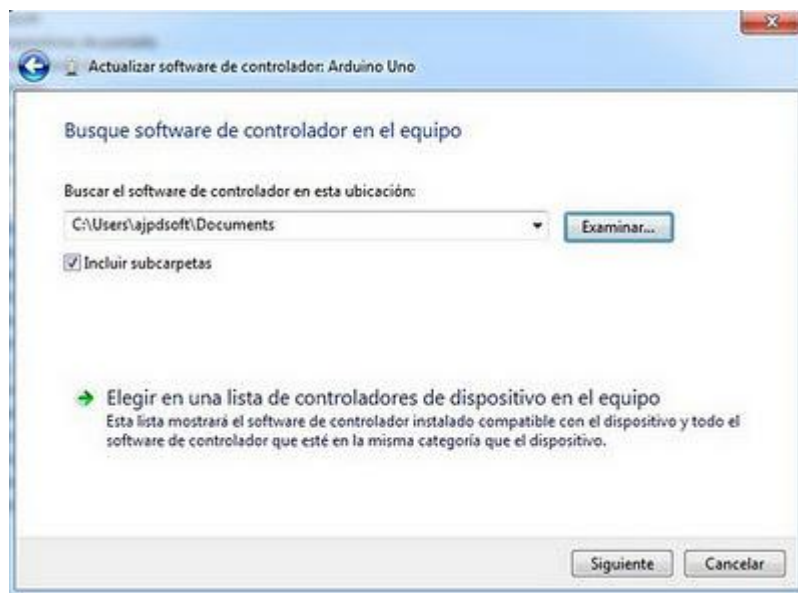 Actualizar software de controlador: Arduino Uno
Busque software de controlador en el equipo
Buscar el software de controlador en esta ubicación:
C:\Users\ajpdsoft\Documents
Examinar...
Incluir subcarpetas
Elegir en una lista de controladores de dispositivo en el equipo
Esta lista mostrará el software de controlador instalado compatible con el dispositivo y todo el
software de controlador que esté en la misma categoría que el dispositivo.
Siguiente
Cancelar